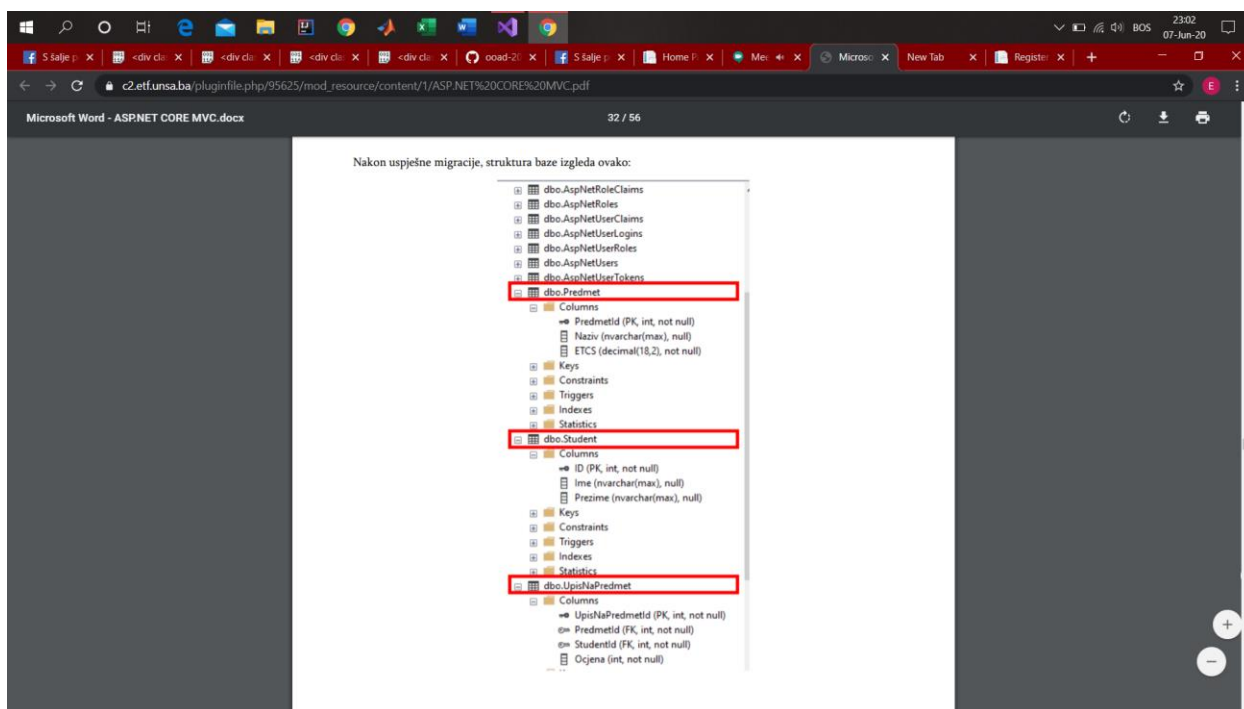 BOS
23:02
07-Jun-20
S šalje p
<div cla
<div cla
<div cla
<div cla
ooad-20
S šalje p
Home P
Mee
Microso
New Tab
Register
c2.etf.unsa.ba/pluginfile.php/95625/mod_resource/content/1/ASP.NET%20CORE%20MVC.pdf
E
Microsoft Word - ASP.NET CORE MVC.docx
32 / 56
Nakon uspješne migracije, struktura baze izgleda ovako:
dbo.AspNetRoleClaims
dbo.AspNetRoles
dbo.AspNetUserClaims
dbo.AspNetUserLogins
dbo.AspNetUserRoles
dbo.AspNetUsers
dbo.AspNetUserTokens
dbo.Predmet
Columns
PredmetId (PK, int, not null)
Naziv (nvarchar(max), null)
ETCS (decimal(18,2), not null)
Keys
Constraints
Triggers
Indexes
Statistics
dbo.Student
Columns
ID (PK, int, not null)
Ime (nvarchar(max), null)
Prezime (nvarchar(max), null)
Keys
Constraints
Triggers
Indexes
Statistics
dbo.UpisNaPredmet
Columns
UpisNaPredmetId (PK, int, not null)
PredmetId (FK, int, not null)
StudentId (FK, int, not null)
Ocjena (int, not null)